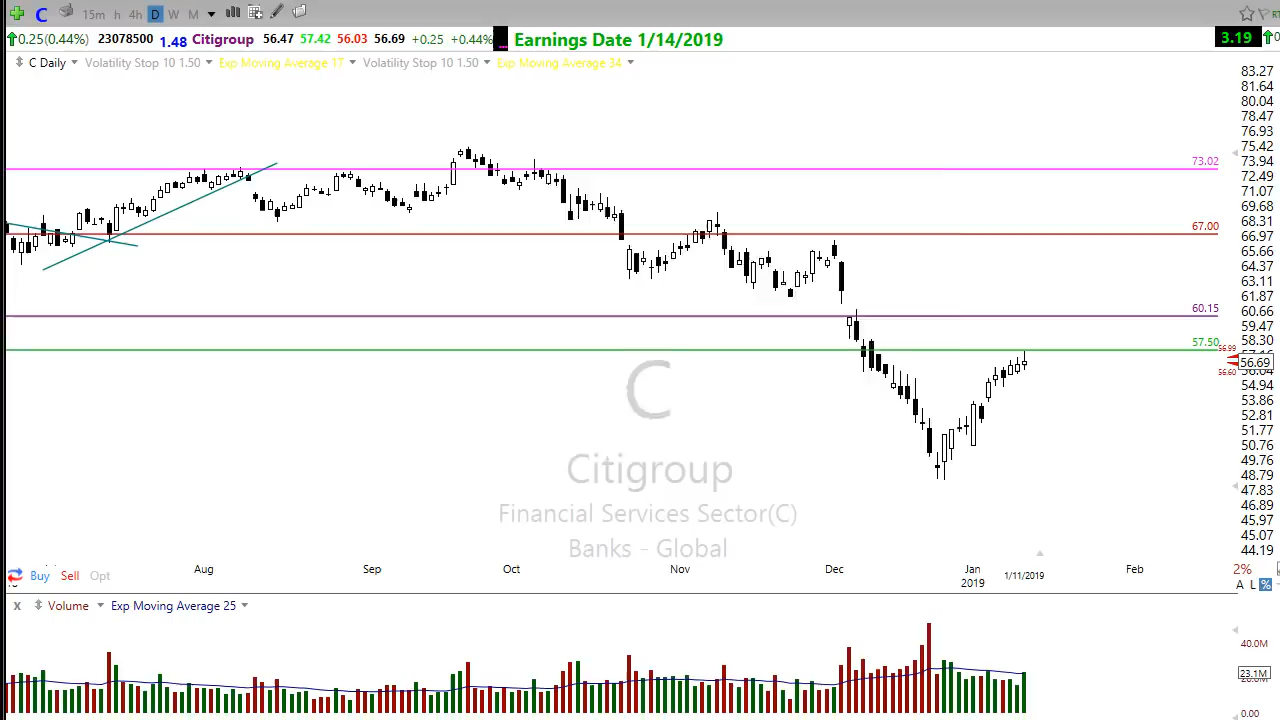 C 15m h 4h D W M
0.25(0.44%) 23078500 1.48 Citigroup 56.47 57.42 56.03 56.69 +0.25 +0.44% Earnings Date 1/14/2019 3.19
C Daily Volatility Stop 10 1.50 Exp Moving Average 17 Volatility Stop 10 1.50 Exp Moving Average 34
83.27
81.64
80.04
78.47
76.93
75.42
73.02 73.94
72.49
71.07
69.68
67.00 68.31
66.97
65.66
64.37
63.11
61.87
60.15 60.66
59.47
57.50 58.30
56.99
56.69
56.60
54.94
53.86
52.81
51.77
50.76
49.76
48.79
47.83
46.89
45.97
45.07
44.19
C
Citigroup
Financial Services Sector(C)
Banks - Global
Aug Sep Oct Nov Dec Jan Feb
2019 1/11/2019
Buy Sell Opt
2%
A L %
x Volume Exp Moving Average 25
40.0M
23.1M
0.00